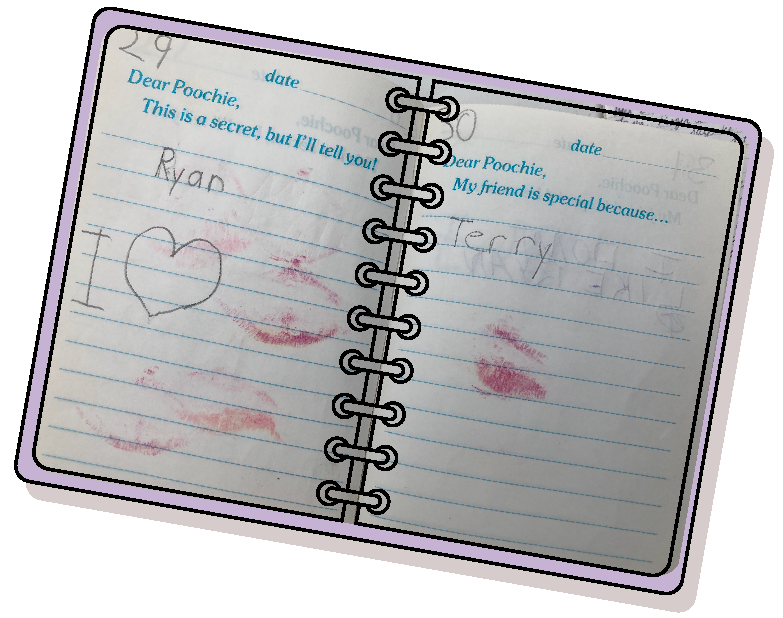 29
date
Dear Poochie,
This is a secret, but I'll tell you!
Ryan
I
30
date
Dear Poochie,
My friend is special because...
Terry